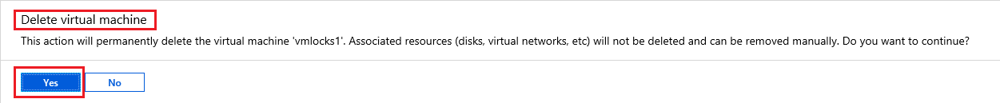 Delete virtual machine
This action will permanently delete the virtual machine 'vmlocks1'. Associated resources (disks, virtual networks, etc) will not be deleted and can be removed manually. Do you want to continue?
Yes No